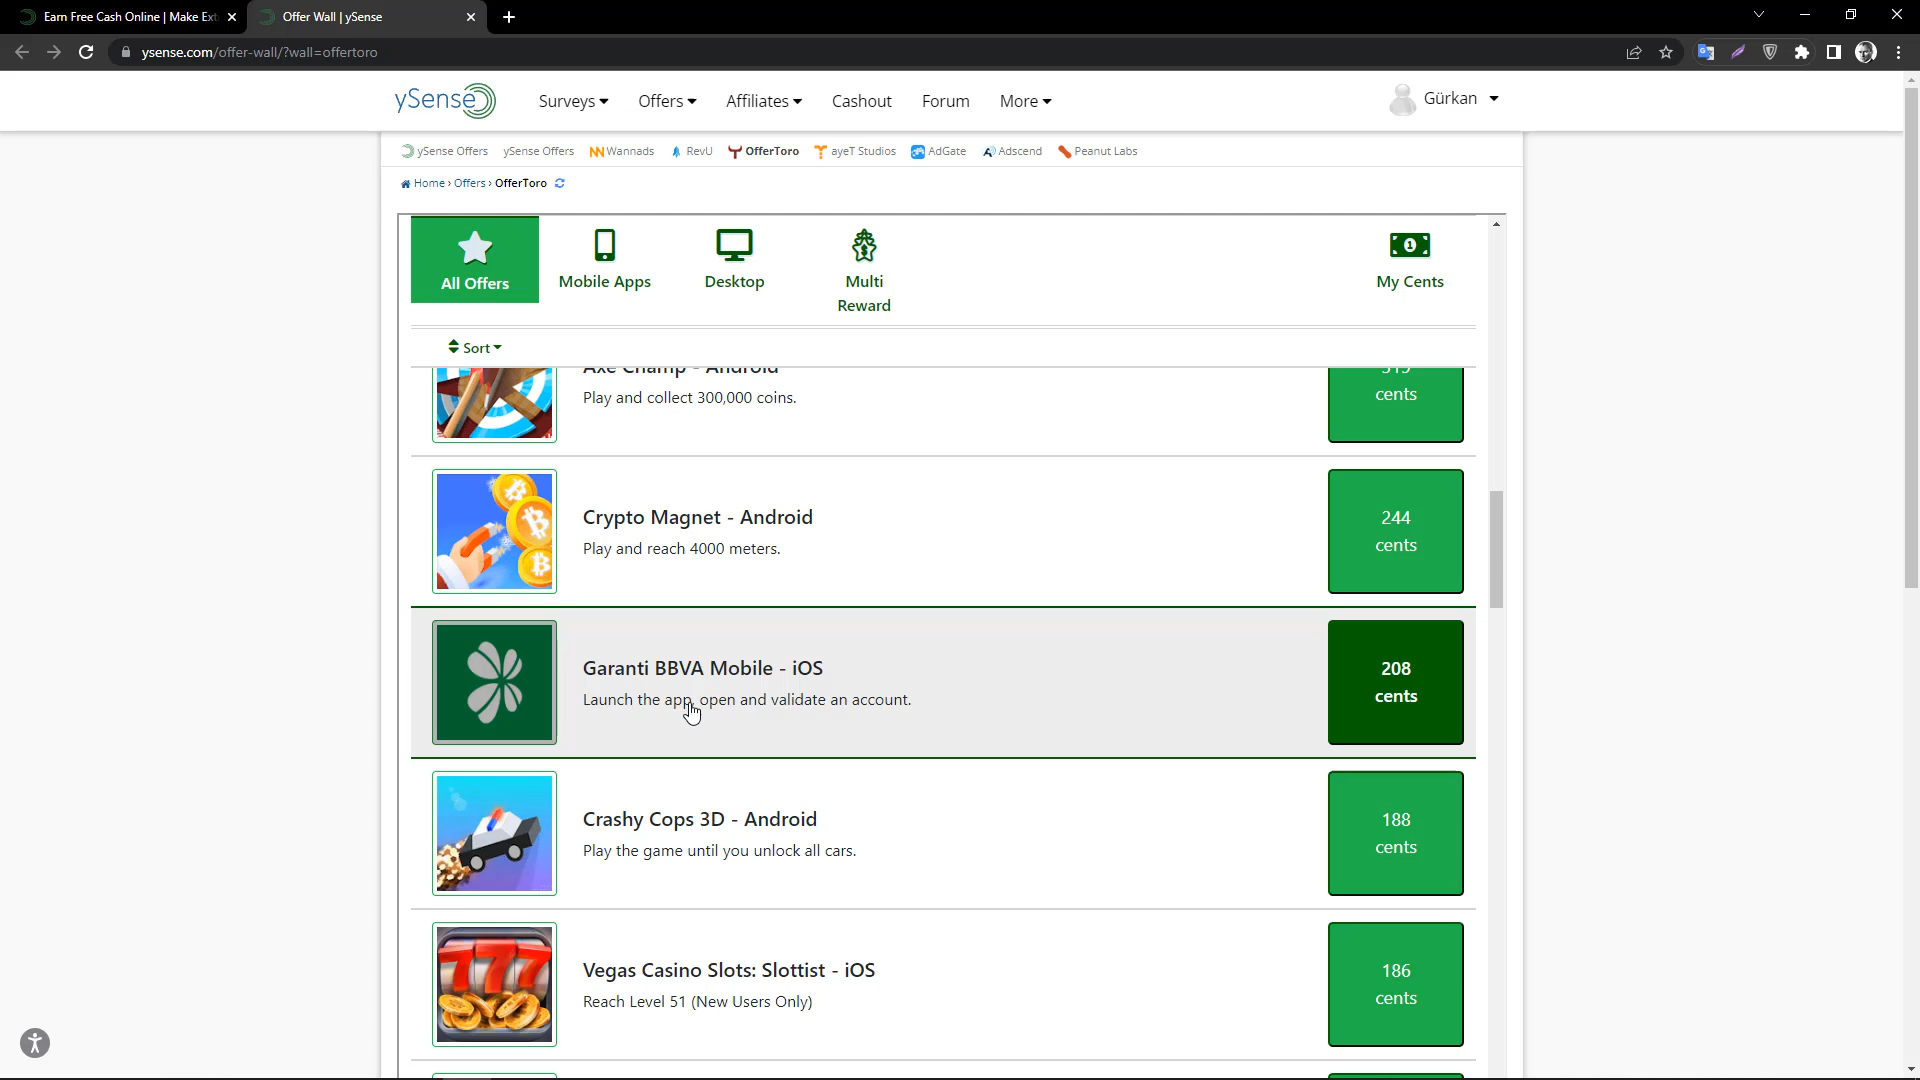 Earn Free Cash Online | Make Ext
Offer Wall | ySense
ysense.com/offer-wall/?wall=offertoro
ySense
Surveys
Offers
Affiliates
Cashout
Forum
More
Gürkan
ySense Offers
ySense Offers
Wannads
RevU
OfferToro
ayeT Studios
AdGate
Adscend
Peanut Labs
Home › Offers › OfferToro
All Offers
Mobile Apps
Desktop
Multi
Reward
My Cents
Sort
Axe Champ - Android
Play and collect 300,000 coins.
cents
Crypto Magnet - Android
Play and reach 4000 meters.
244
cents
Garanti BBVA Mobile - iOS
Launch the app, open and validate an account.
208
cents
Crashy Cops 3D - Android
Play the game until you unlock all cars.
188
cents
777
Vegas Casino Slots: Slottist - iOS
Reach Level 51 (New Users Only)
186
cents